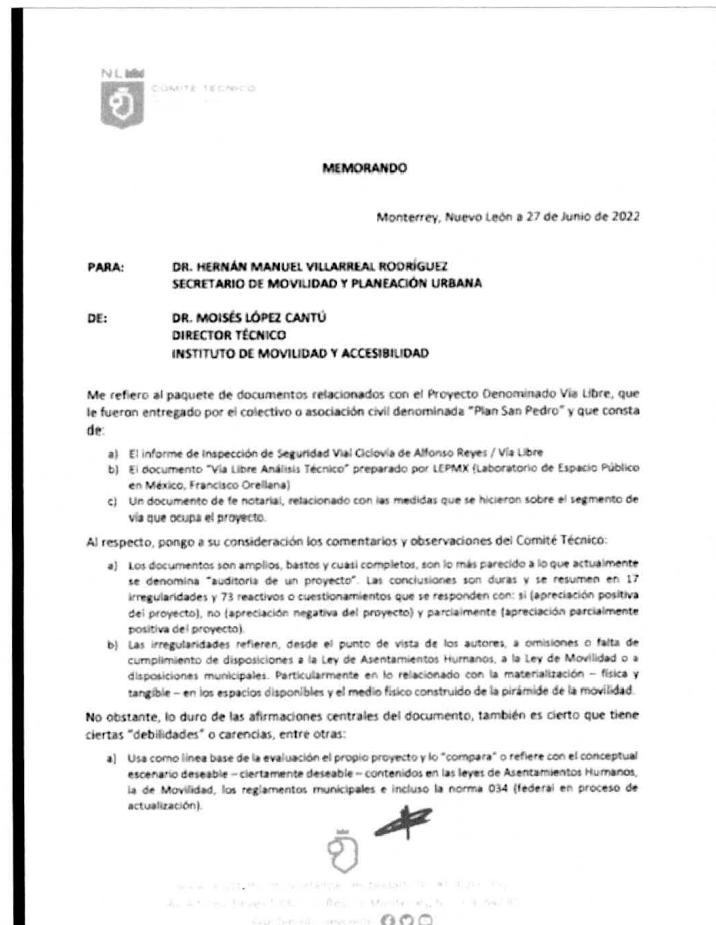 NL
COMITÉ TÉCNICO
MEMORANDO
Monterrey, Nuevo León a 27 de Junio de 2022
PARA: DR. HERNÁN MANUEL VILLARREAL RODRÍGUEZ
SECRETARIO DE MOVILIDAD Y PLANEACIÓN URBANA
DE: DR. MOISÉS LÓPEZ CANTÚ
DIRECTOR TÉCNICO
INSTITUTO DE MOVILIDAD Y ACCESIBILIDAD
Me refiero al paquete de documentos relacionados con el Proyecto Denominado Vía Libre, que
le fueron entregado por el colectivo o asociación civil denominada "Plan San Pedro" y que consta
de:
a) El informe de Inspección de Seguridad Vial Ciclovía de Alfonso Reyes / Vía Libre
b) El documento "Vía Libre Análisis Técnico" preparado por LEPMX (Laboratorio de Espacio Público
en México, Francisco Orellana)
c) Un documento de fe notarial, relacionado con las medidas que se hicieron sobre el segmento de
vía que ocupa el proyecto.
Al respecto, pongo a su consideración los comentarios y observaciones del Comité Técnico:
a) Los documentos son amplios, bastos y cuasi completos, son lo más parecido a lo que actualmente
se denomina "auditoria de un proyecto". Las conclusiones son duras y se resumen en 17
irregularidades y 73 reactivos o cuestionamientos que se responden con: si (apreciación positiva
del proyecto), no (apreciación negativa del proyecto) y parcialmente (apreciación parcialmente
positiva del proyecto).
b) Las irregularidades refieren, desde el punto de vista de los autores, a omisiones o falta de
cumplimiento de disposiciones a la Ley de Asentamientos Humanos, a la Ley de Movilidad o a
disposiciones municipales. Particularmente en lo relacionado con la materialización – física y
tangible – en los espacios disponibles y el medio físico construido de la pirámide de la movilidad.
No obstante, lo duro de las afirmaciones centrales del documento, también es cierto que tiene
ciertas "debilidades" o carencias, entre otras:
a) Usa como línea base de la evaluación el propio proyecto y lo "compara" o refiere con el conceptual
escenario deseable – ciertamente deseable – contenidos en las leyes de Asentamientos Humanos,
la de Movilidad, los reglamentos municipales e incluso la norma 034 (federal en proceso de
actualización).